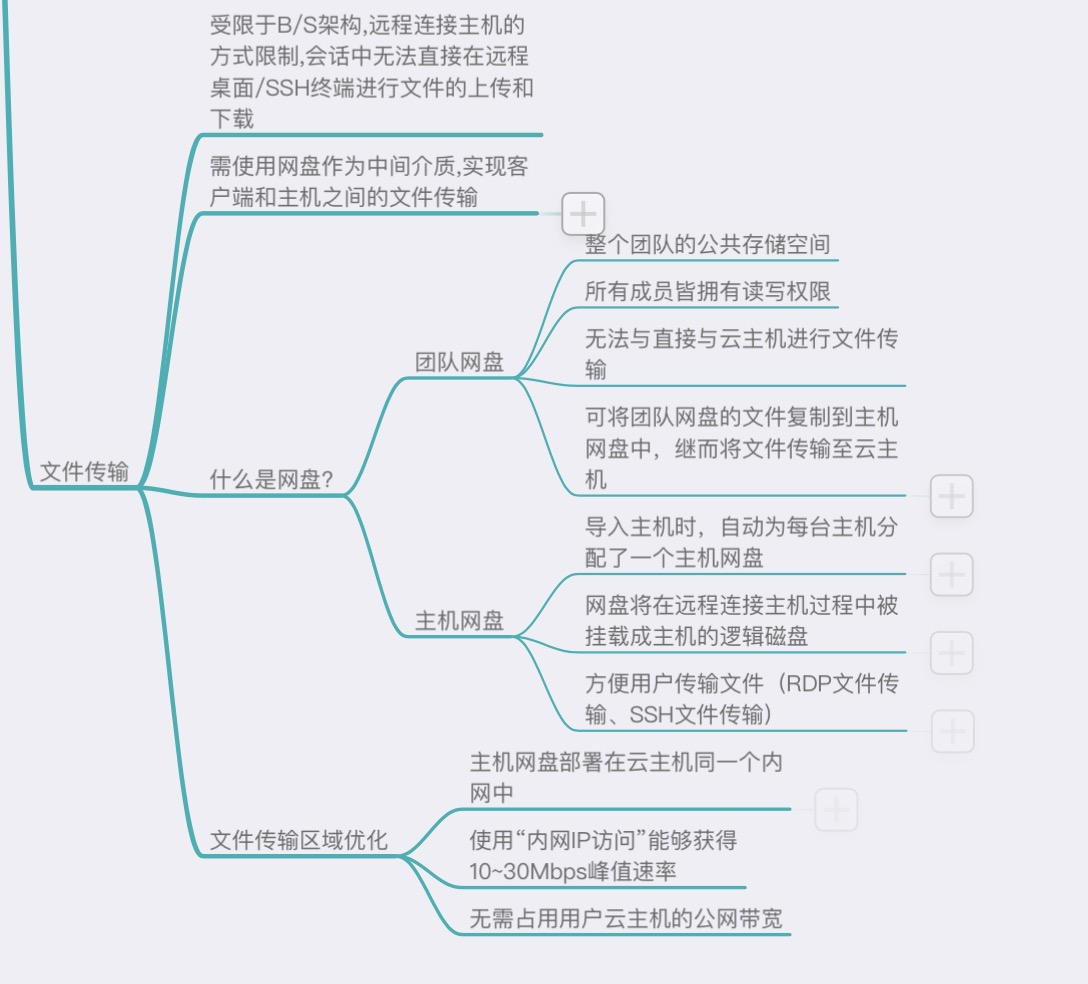 受限于B/S架构,远程连接主机的
方式限制,会话中无法直接在远程
桌面/SSH终端进行文件的上传和
下载
需使用网盘作为中间介质,实现客
户端和主机之间的文件传输
整个团队的公共存储空间
所有成员皆拥有读写权限
无法与直接与云主机进行文件传
输
团队网盘
可将团队网盘的文件复制到主机
网盘中，继而将文件传输至云主
机
文件传输
什么是网盘?
导入主机时，自动为每台主机分
配了一个主机网盘
网盘将在远程连接主机过程中被
挂载成主机的逻辑磁盘
主机网盘
方便用户传输文件（RDP文件传
输、SSH文件传输）
主机网盘部署在云主机同一个内
网中
文件传输区域优化
使用“内网IP访问”能够获得
10~30Mbps峰值速率
无需占用用户云主机的公网带宽